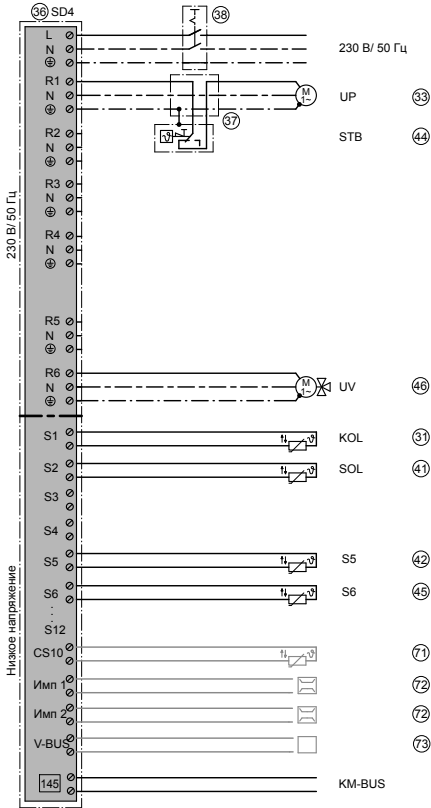 36 SD4
38
L
N
230 В/ 50 Гц
R1
N
M 1~
UP
33
37
R2
N
STB
44
R3
N
R4
N
230 В/ 50 Гц
R5
N
R6
N
M 1~
UV
46
S1
KOL
31
S2
SOL
41
S3
S4
S5
S5
42
S6
S6
45
S12
CS10
71
Имп 1
72
Имп 2
72
V-BUS
73
Низкое напряжение
145
KM-BUS